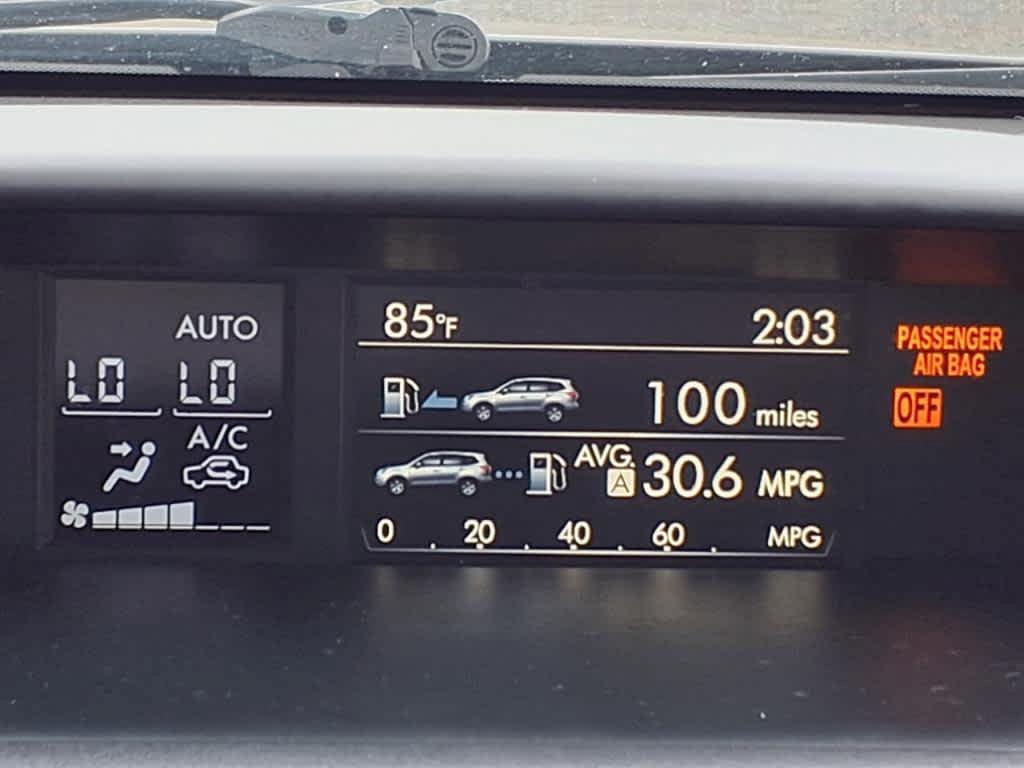 AUTO
LO LO
A/C
85°F 2:03
100 miles
AVG.
A 30.6 MPG
0 20 40 60 MPG
PASSENGER
AIR BAG
OFF